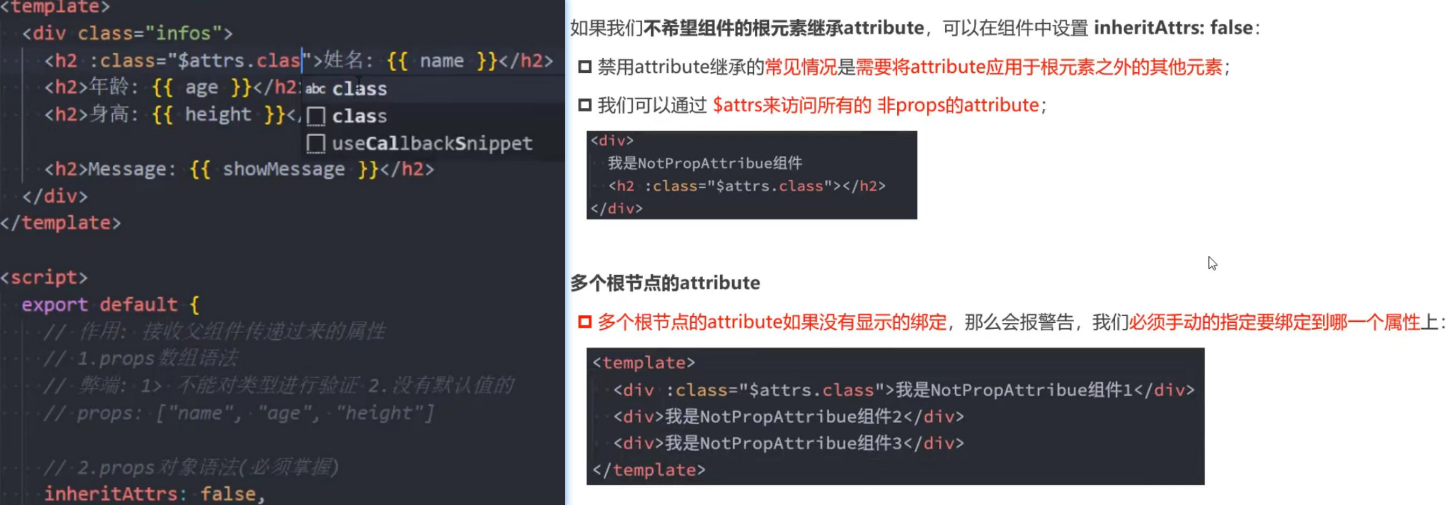 <template>
<div class="infos">
<h2 :class="$attrs.clas">姓名: {{ name }}</h2>
<h2>年龄: {{ age }}</h2>
abc class
<h2>身高: {{ height }}</
class
useCallbackSnippet
<h2>Message: {{ showMessage }}</h2>
</div>
</template>
<script>
export default {
// 作用: 接收父组件传递过来的属性
// 1.props数组语法
// 弊端: 1> 不能对类型进行验证 2.没有默认值的
// props: ["name", "age", "height"]
// 2.props对象语法(必须掌握)
inheritAttrs: false,
如果我们不希望组件的根元素继承attribute，可以在组件中设置 inheritAttrs: false：
禁用attribute继承的常见情况是需要将attribute应用于根元素之外的其他元素；
我们可以通过 $attrs来访问所有的 非props的attribute；
<div>
我是NotPropAttribue组件
<h2 :class="$attrs.class"></h2>
</div>
多个根节点的attribute
多个根节点的attribute如果没有显示的绑定，那么会报警告，我们必须手动的指定要绑定到哪一个属性上：
<template>
<div :class="$attrs.class">我是NotPropAttribue组件1</div>
<div>我是NotPropAttribue组件2</div>
<div>我是NotPropAttribue组件3</div>
</template>